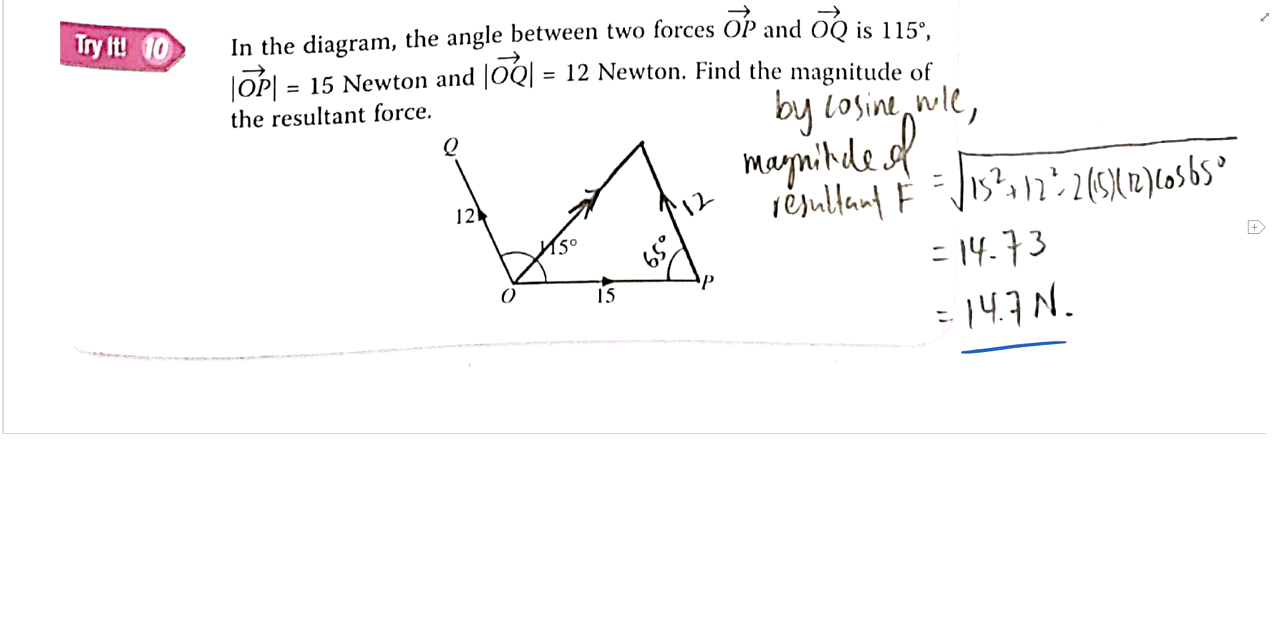 Try It! 10
In the diagram, the angle between two forces OP and OQ is 115°,
|OP| = 15 Newton and |OQ| = 12 Newton. Find the magnitude of
the resultant force.
by cosine rule,
magnitude of
resultant F = √15² + 12² - 2(15)(12)cos65°
= 14.73
= 14.7 N.
Q
12
115°
O
15
65°
12
P